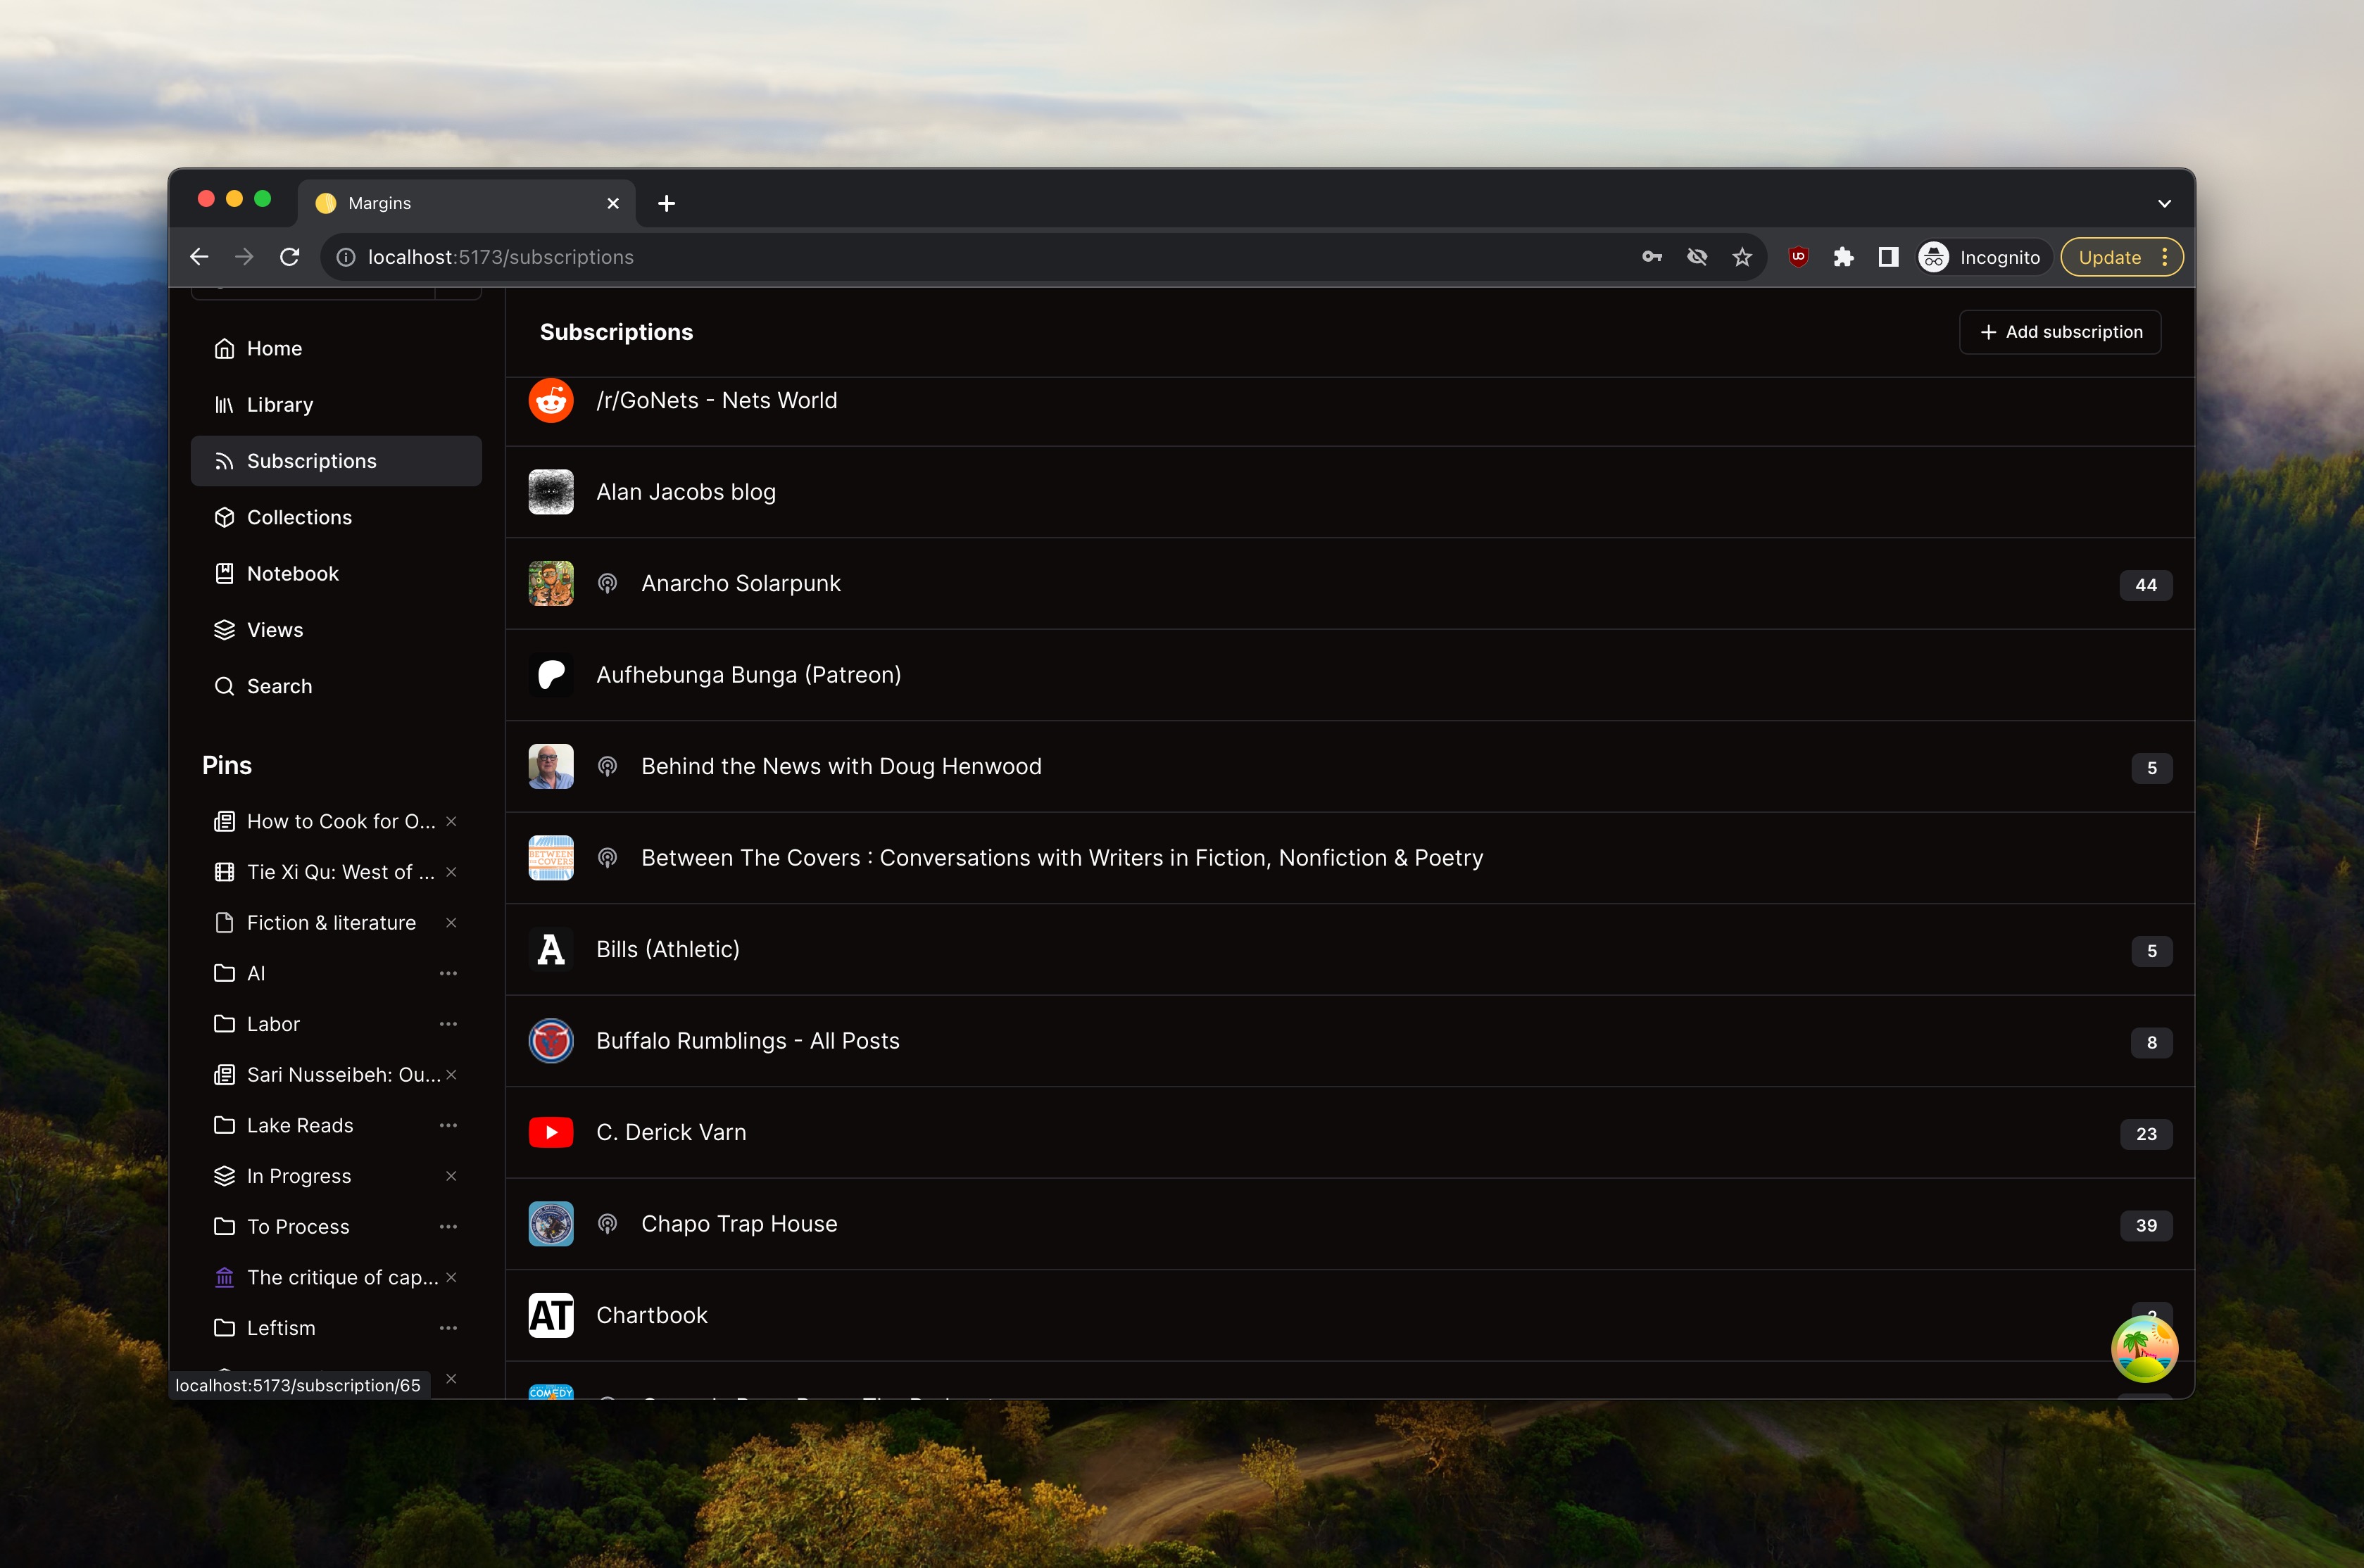 Margins
localhost:5173/subscriptions
Incognito
Update
Home
Library
Subscriptions
Collections
Notebook
Views
Search
Pins
How to Cook for O...
Tie Xi Qu: West of ...
Fiction & literature
AI
Labor
Sari Nusseibeh: Ou...
Lake Reads
In Progress
To Process
The critique of cap...
Leftism
localhost:5173/subscription/65
Subscriptions
Add subscription
/r/GoNets - Nets World
Alan Jacobs blog
Anarcho Solarpunk
44
Aufhebunga Bunga (Patreon)
Behind the News with Doug Henwood
5
BETWEEN
COVERS
Between The Covers : Conversations with Writers in Fiction, Nonfiction & Poetry
A
Bills (Athletic)
5
Buffalo Rumblings - All Posts
8
C. Derick Varn
23
Chapo Trap House
39
AT
Chartbook
COMEDY